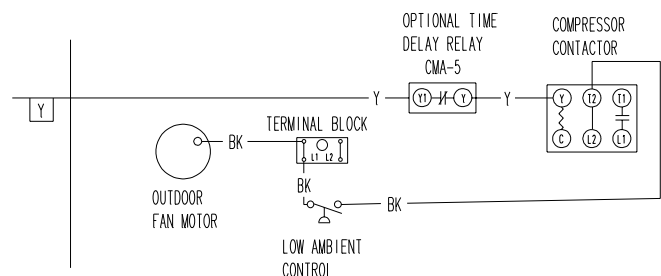 OPTIONAL TIME
DELAY RELAY
CMA-5
COMPRESSOR
CONTACTOR
Y
Y
Y1
Y
Y
Y
T2
T1
C
L2
L1
TERMINAL BLOCK
L1 L2
BK
BK
OUTDOOR
FAN MOTOR
BK
LOW AMBIENT
CONTROL